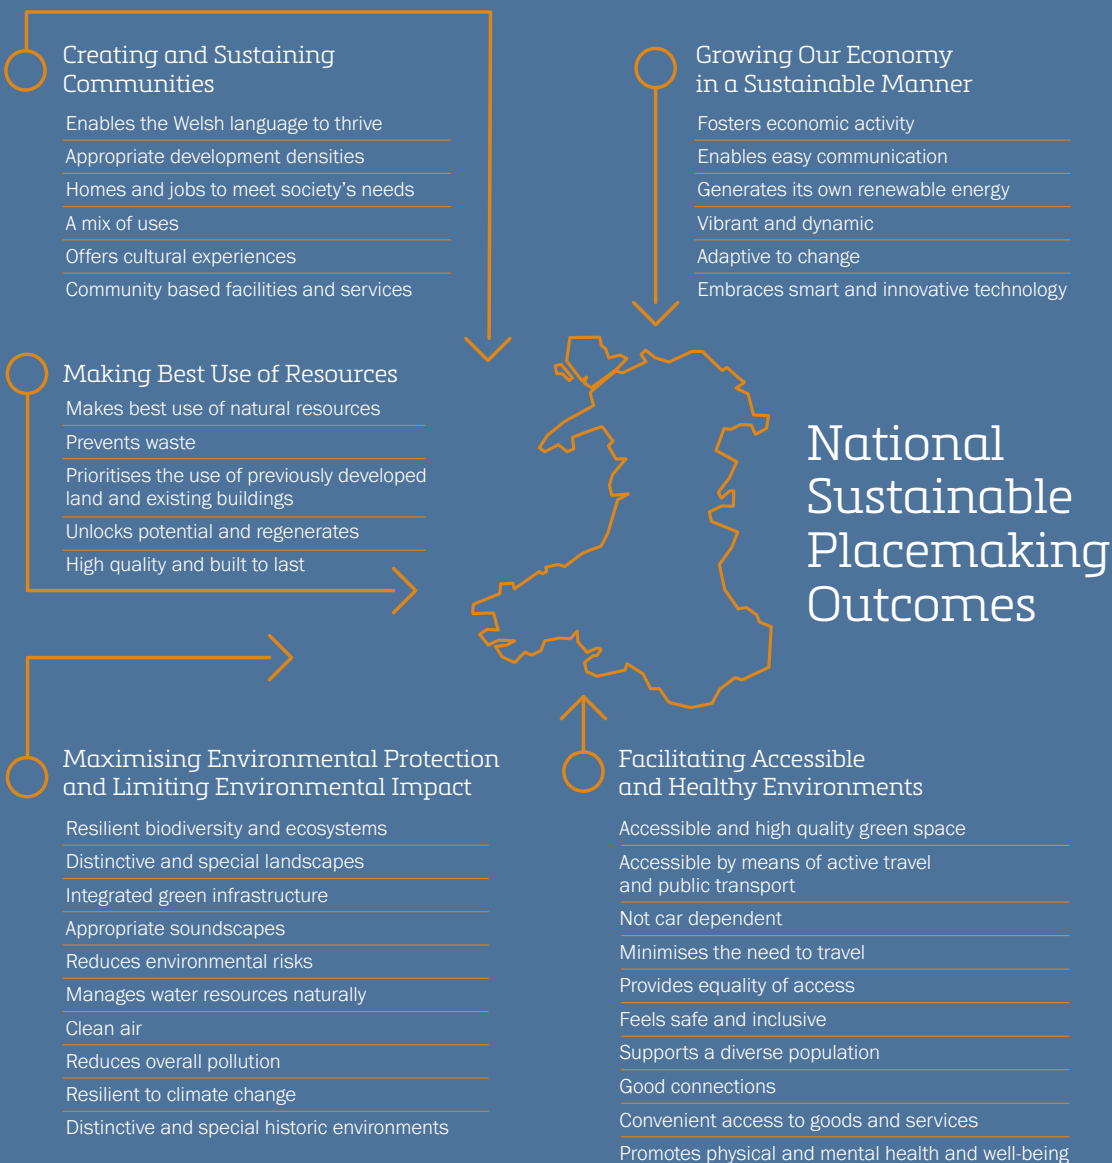 Creating and Sustaining
Communities
Enables the Welsh language to thrive
Appropriate development densities
Homes and jobs to meet society's needs
A mix of uses
Offers cultural experiences
Community based facilities and services
Growing Our Economy
in a Sustainable Manner
Fosters economic activity
Enables easy communication
Generates its own renewable energy
Vibrant and dynamic
Adaptive to change
Embraces smart and innovative technology
Making Best Use of Resources
Makes best use of natural resources
Prevents waste
Prioritises the use of previously developed
land and existing buildings
Unlocks potential and regenerates
High quality and built to last
National
Sustainable
Placemaking
Outcomes
Maximising Environmental Protection
and Limiting Environmental Impact
Resilient biodiversity and ecosystems
Distinctive and special landscapes
Integrated green infrastructure
Appropriate soundscapes
Reduces environmental risks
Manages water resources naturally
Clean air
Reduces overall pollution
Resilient to climate change
Distinctive and special historic environments
Facilitating Accessible
and Healthy Environments
Accessible and high quality green space
Accessible by means of active travel
and public transport
Not car dependent
Minimises the need to travel
Provides equality of access
Feels safe and inclusive
Supports a diverse population
Good connections
Convenient access to goods and services
Promotes physical and mental health and well-being